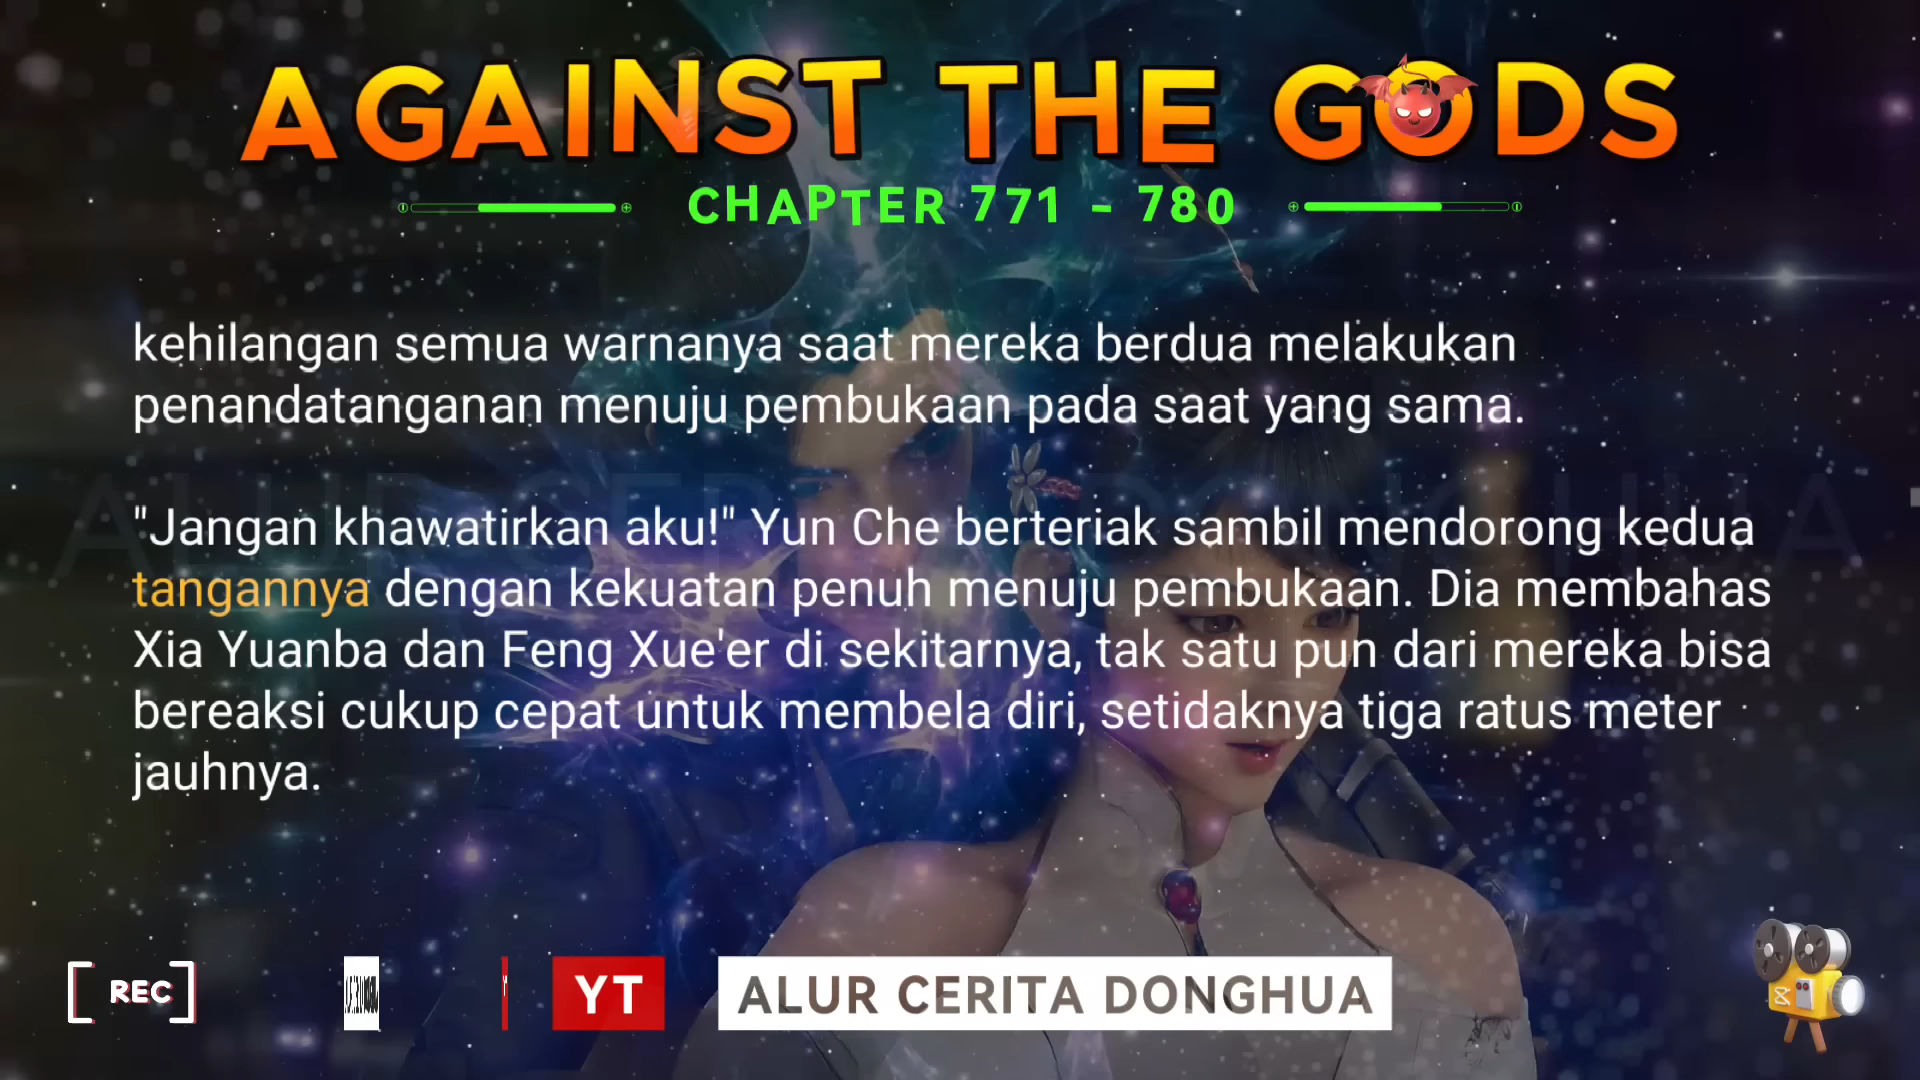 AGAINST THE GODS
CHAPTER 771 - 780
kehilangan semua warnanya saat mereka berdua melakukan
penandatanganan menuju pembukaan pada saat yang sama.
"Jangan khawatirkan aku!" Yun Che berteriak sambil mendorong kedua
tangannya dengan kekuatan penuh menuju pembukaan. Dia membahas
Xia Yuanba dan Feng Xue'er di sekitarnya, tak satu pun dari mereka bisa
bereaksi cukup cepat untuk membela diri, setidaknya tiga ratus meter
jauhnya.
REC
YT
ALUR CERITA DONGHUA